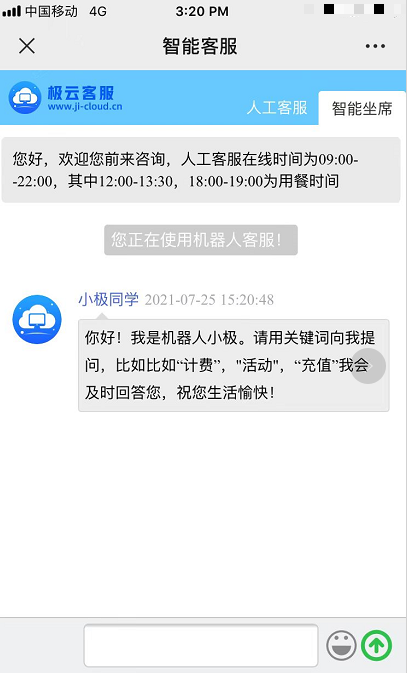 中国移动 4G 3:20 PM
智能客服
极云客服
www.ji-cloud.cn
人工客服 智能坐席
您好，欢迎您前来咨询，人工客服在线时间为09:00-
-22:00，其中12:00-13:30，18:00-19:00为用餐时间
您正在使用机器人客服！
小极同学 2021-07-25 15:20:48
你好！我是机器人小极。请用关键词向我提
问，比如比如“计费”，"活动"，“充值”我会
及时回答您，祝您生活愉快！